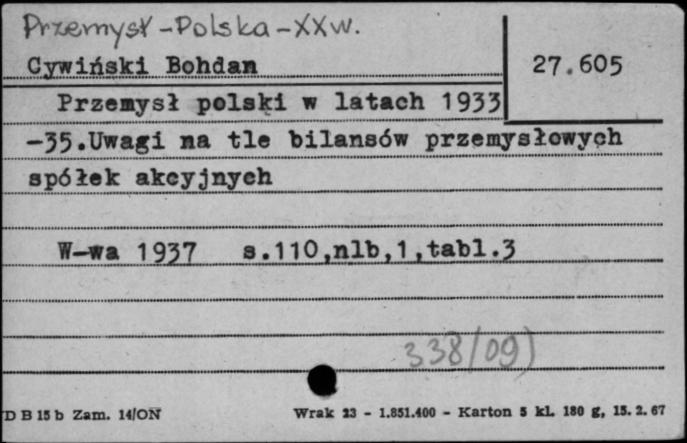 Przemysł - Polska - XX w.
Cywiński Bohdan
27.605
Przemysł polski w latach 1933
-35.Uwagi na tle bilansów przemysłowych
spółek akcyjnych
W-wa 1937 s.110,nlb,1,tabl.3
338/09)
D B 15 b Zam. 14/ON
Wrak 23 - 1.851.400 - Karton 5 kl. 180 g, 15. 2. 67